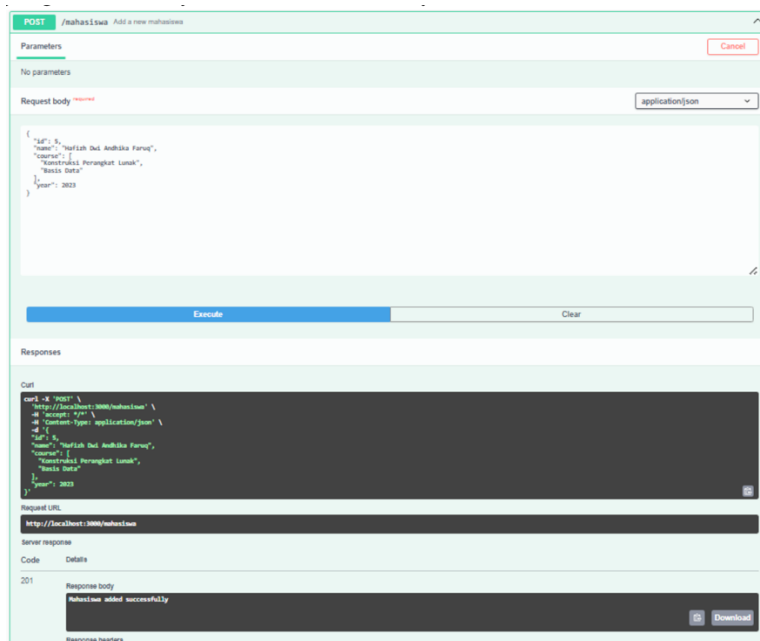 POST /mahasiswa Add a new mahasiswa
Parameters
Cancel
No parameters
Request body required
application/json
{
"id": 5,
"name": "Hafizh Dwi Andhika Faruq",
"course": [
"Konstruksi Perangkat Lunak",
"Basis Data"
],
"year": 2023
}
Execute
Clear
Responses
Curl
curl -X 'POST' \
'http://localhost:3000/mahasiswa' \
-H 'accept: */*' \
-H 'Content-Type: application/json' \
-d '{
"id": 5,
"name": "Hafizh Dwi Andhika Faruq",
"course": [
"Konstruksi Perangkat Lunak",
"Basis Data"
],
"year": 2023
}'
Request URL
http://localhost:3000/mahasiswa
Server response
Code Details
201
Response body
Mahasiswa added successfully
Download
Response headers